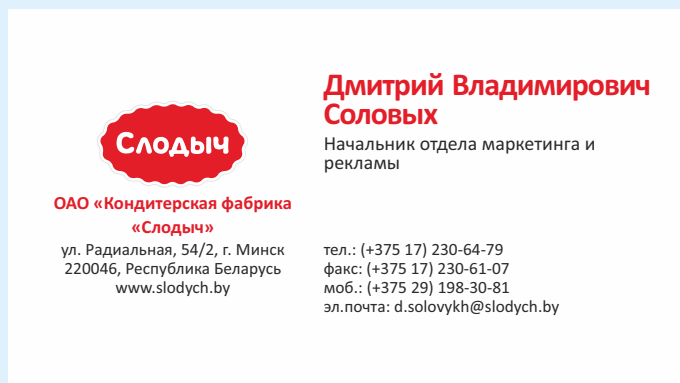 Слодыч
ОАО «Кондитерская фабрика
«Слодыч»
ул. Радиальная, 54/2, г. Минск
220046, Республика Беларусь
www.slodych.by
Дмитрий Владимирович
Соловых
Начальник отдела маркетинга и
рекламы
тел.: (+375 17) 230-64-79
факс: (+375 17) 230-61-07
моб.: (+375 29) 198-30-81
эл.почта: d.solovykh@slodych.by